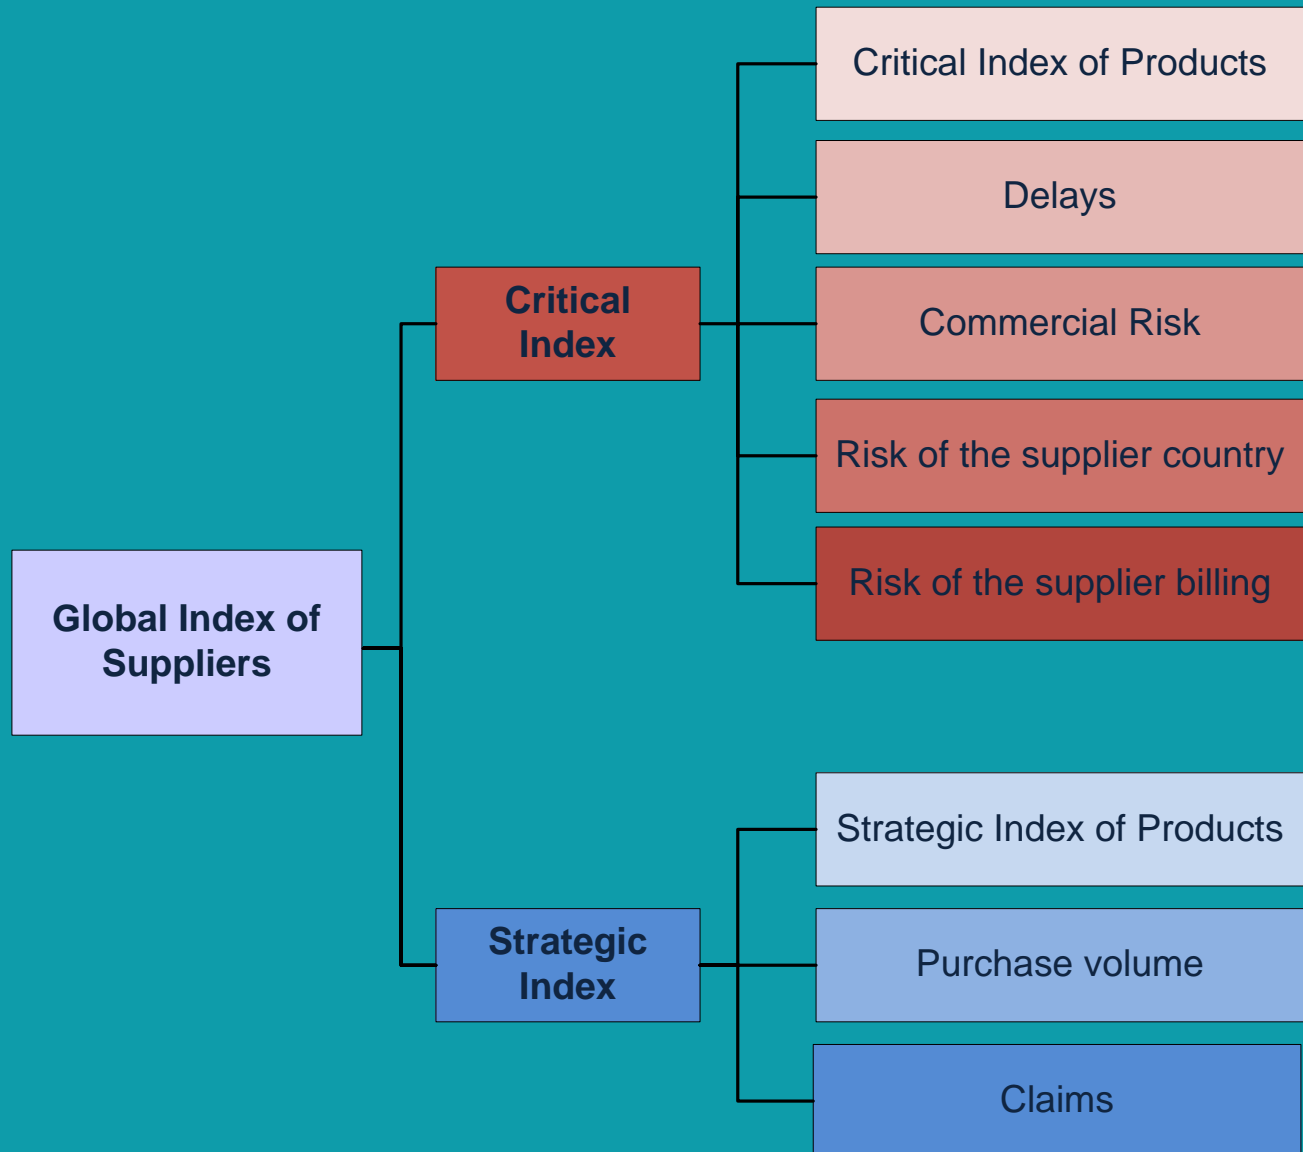 Critical Index of Products
Delays
Critical
Index
Commercial Risk
Risk of the supplier country
Risk of the supplier billing
Global Index of
Suppliers
Strategic Index of Products
Strategic
Index
Purchase volume
Claims